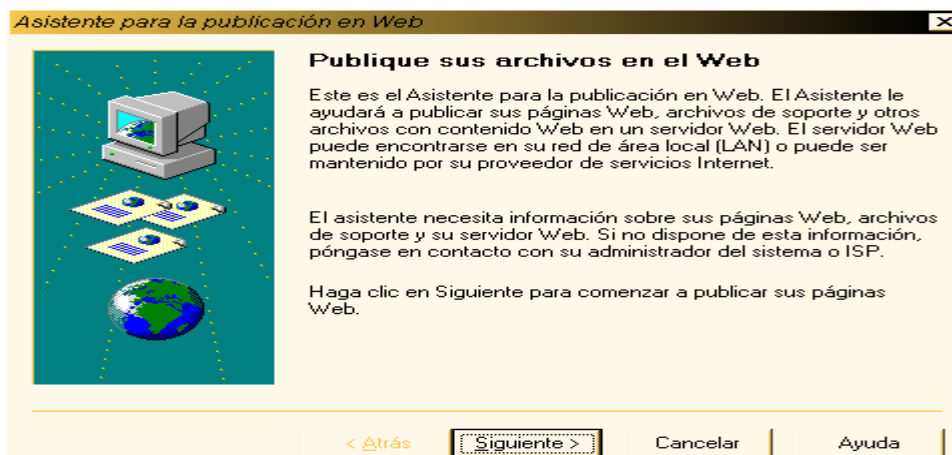 Asistente para la publicación en Web
Publique sus archivos en el Web
Este es el Asistente para la publicación en Web. El Asistente le
ayudará a publicar sus páginas Web, archivos de soporte y otros
archivos con contenido Web en un servidor Web. El servidor Web
puede encontrarse en su red de área local (LAN) o puede ser
mantenido por su proveedor de servicios Internet.
El asistente necesita información sobre sus páginas Web, archivos
de soporte y su servidor Web. Si no dispone de esta información,
póngase en contacto con su administrador del sistema o ISP.
Haga clic en Siguiente para comenzar a publicar sus páginas
Web.
< Atrás Siguiente > Cancelar Ayuda